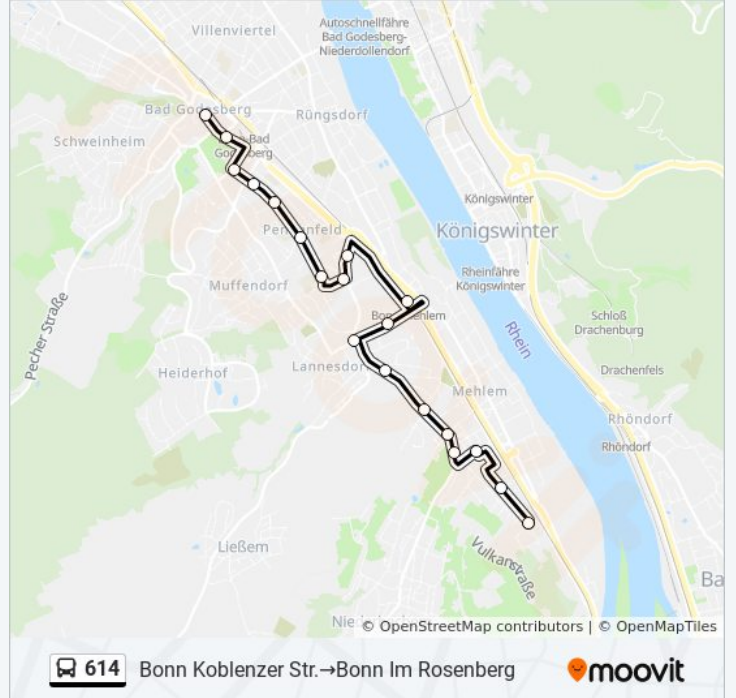 Villenviertel
Autoschnellfähre
Bad Godesberg-
Niederdollendorf
Bad Godesberg
Rüngsdorf
Schweinheim
Bad
Königswinter
Königswinter
Muffendorf
Rheinfähre
Königswinter
Pecher Straße
Schloß
Drachenburg
Rhein
Lannesdorf
Heiderhof
Drachenfels
Mehlem
Rhöndorf
Rhöndorf
Ließem
Vulkanstraße
Ba
© OpenStreetMap contributors | © OpenMapTiles
614 Bonn Koblenzer Str.→Bonn Im Rosenberg
moovit